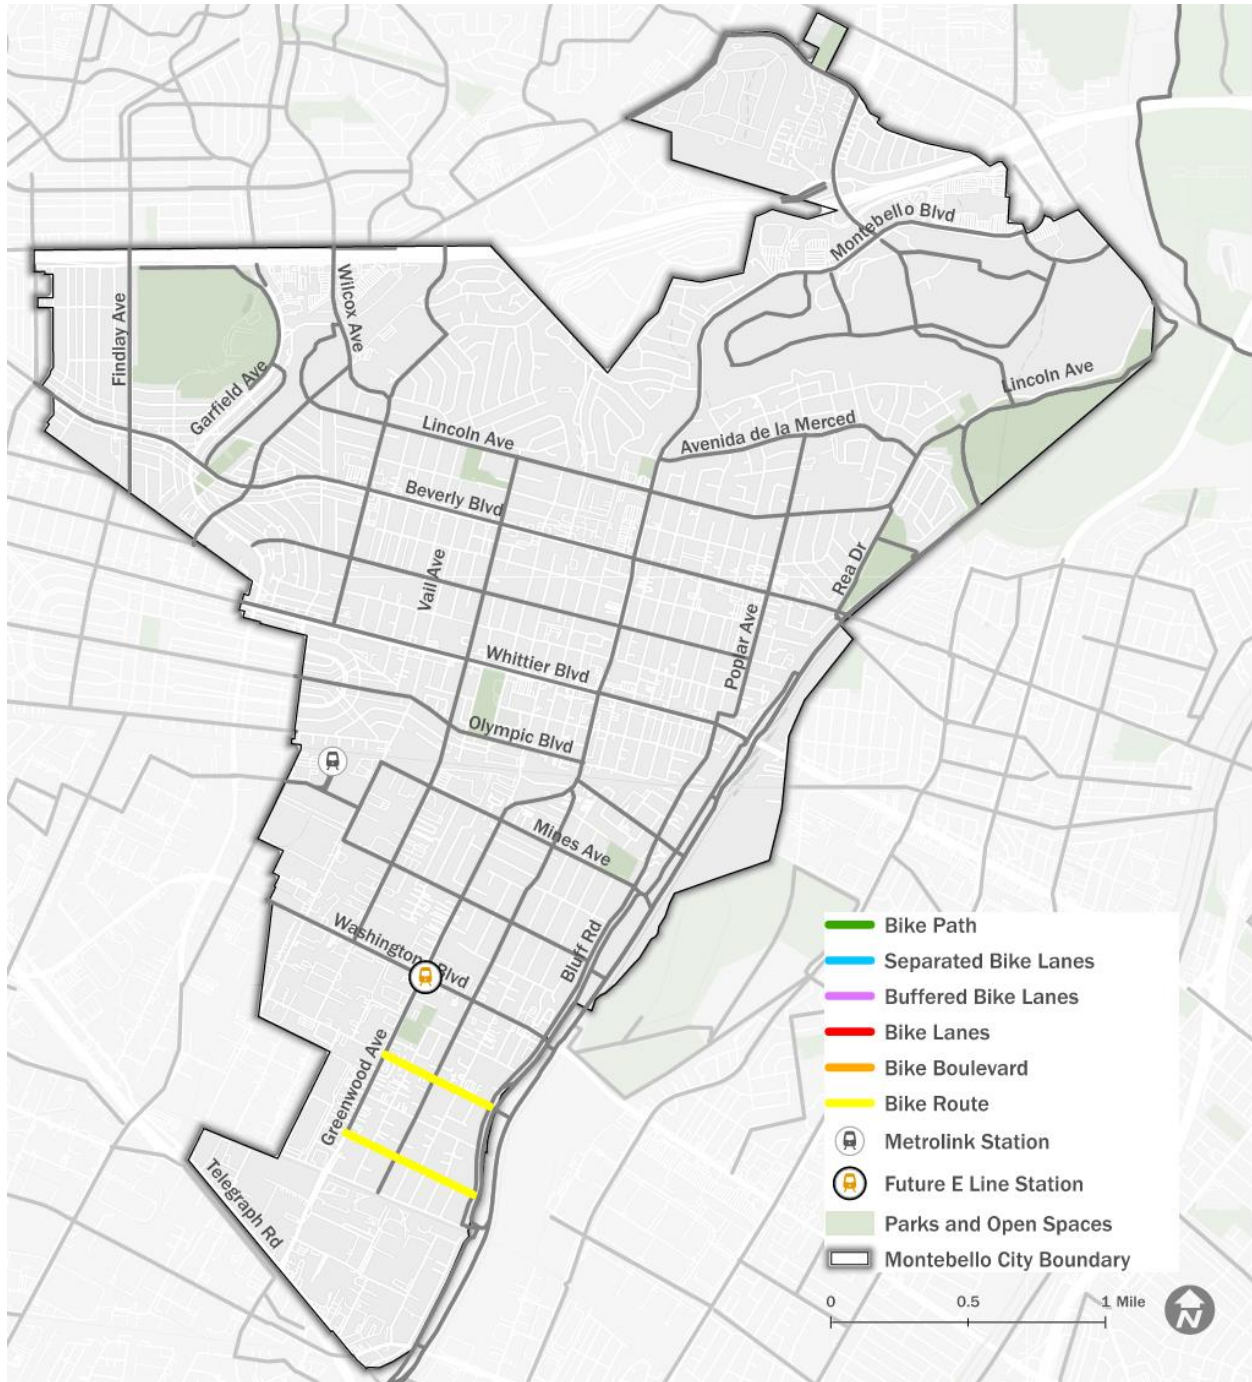 Montebello Blvd
Findlay Ave
Wilcox Ave
Garfield Ave
Lincoln Ave
Lincoln Ave
Avenida de la Merced
Beverly Blvd
Vail Ave
Rea Dr
Poplar Ave
Whittier Blvd
Olympic Blvd
Mines Ave
Washington Blvd
Bluff Rd
Greenwood Ave
Telegraph Rd
Bike Path
Separated Bike Lanes
Buffered Bike Lanes
Bike Lanes
Bike Boulevard
Bike Route
Metrolink Station
Future E Line Station
Parks and Open Spaces
Montebello City Boundary
0 0.5 1 Mile
N